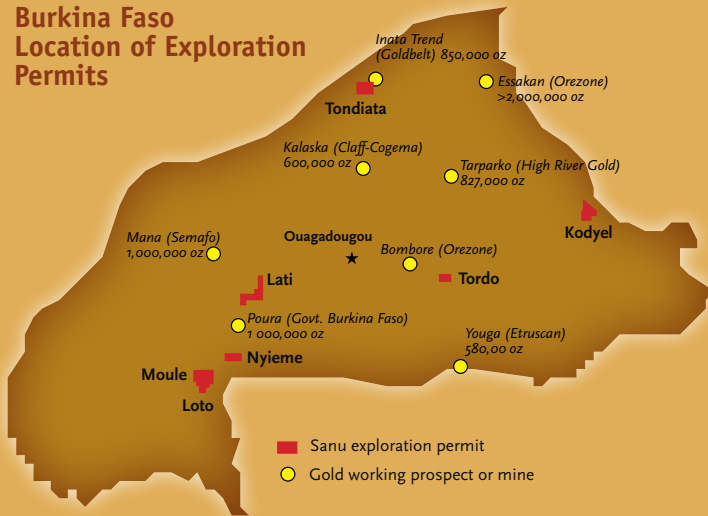 Burkina Faso
Location of Exploration
Permits
Inata Trend
(Goldbelt) 850,000 oz
Essakan (Orezone)
>2,000,000 oz
Tondiata
Kalaska (Claff-Cogema)
600,000 oz
Tarparko (High River Gold)
827,000 oz
Kodyel
Mana (Semafo)
1,000,000 oz
Ouagadougou
Bombore (Orezone)
Lati
Tordo
Poura (Govt. Burkina Faso)
1 000,000 oz
Youga (Etruscan)
580,00 oz
Nyieme
Moule
Loto
Sanu exploration permit
Gold working prospect or mine